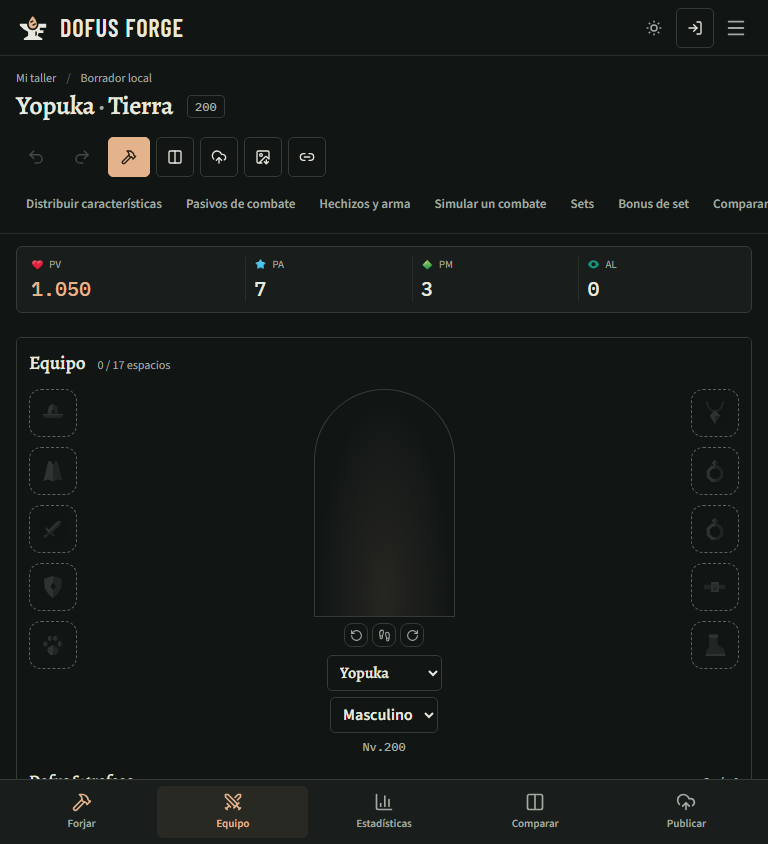 DOFUS FORGE
Mi taller / Borrador local
Yopuka · Tierra 200
Distribuir características Pasivos de combate Hechizos y arma Simular un combate Sets Bonus de set Comparar
PV PA PM AL
1.050 7 3 0
Equipo 0 / 17 espacios
Yopuka
Masculino
Nv.200
Forjar Equipo Estadísticas Comparar Publicar